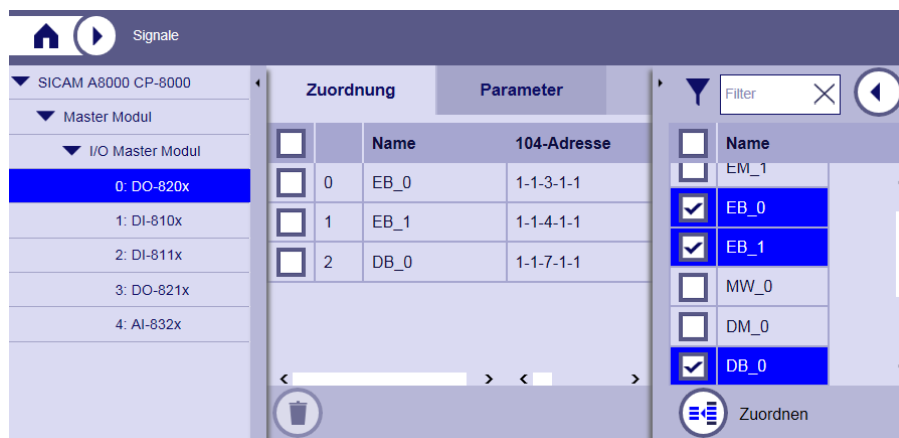 Signale
SICAM A8000 CP-8000
Master Modul
I/O Master Modul
0: DO-820x
1: DI-810x
2: DI-811x
3: DO-821x
4: AI-832x
Zuordnung Parameter
Name 104-Adresse
0 EB_0 1-1-3-1-1
1 EB_1 1-1-4-1-1
2 DB_0 1-1-7-1-1
Filter
Name
EM_1
EB_0
EB_1
MW_0
DM_0
DB_0
Zuordnen